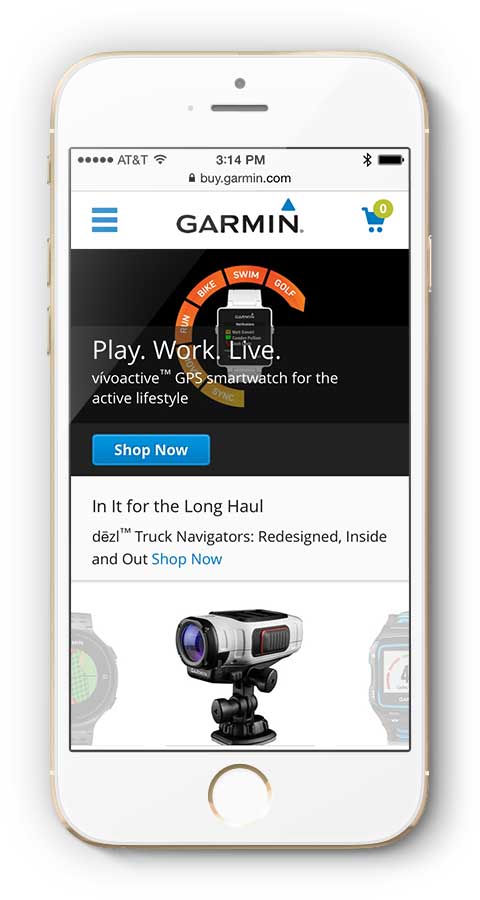 AT&T 3:14 PM
buy.garmin.com
GARMIN 0
RUN BIKE SWIM GOLF
GARMIN
Notifications
Play. Work. Live.
vívoactive™ GPS smartwatch for the
active lifestyle
SYNC
Shop Now
In It for the Long Haul
dēzl™ Truck Navigators: Redesigned, Inside
and Out Shop Now
GARMIN